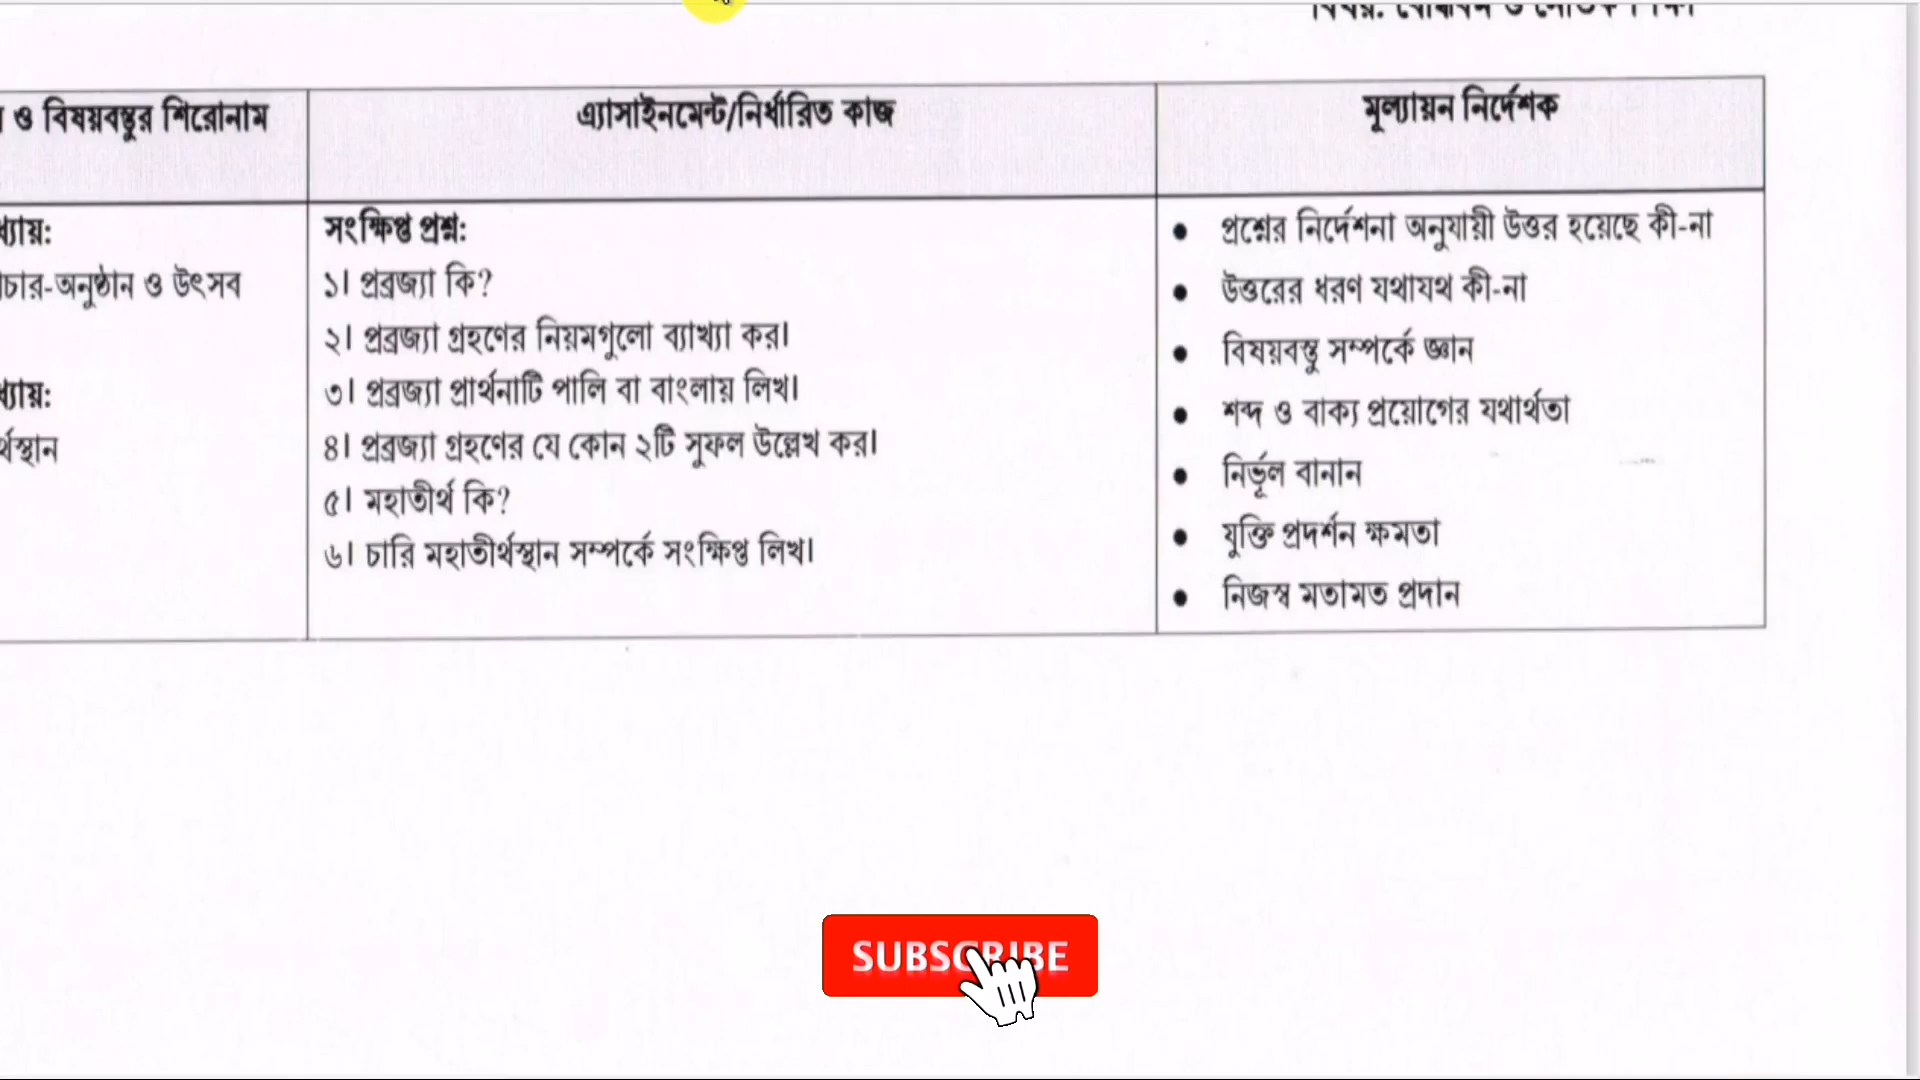 ও বিষয়বস্তুর শিরোনাম
এ্যাসাইনমেন্ট/নির্ধারিত কাজ
মূল্যায়ন নির্দেশক
চার-অনুষ্ঠান ও উৎসব
সংক্ষিপ্ত প্রশ্ন:
১। প্রব্রজ্যা কি?
২। প্রব্রজ্যা গ্রহণের নিয়মগুলো ব্যাখ্যা কর।
৩। প্রব্রজ্যা প্রার্থনাটি পালি বা বাংলায় লিখ।
৪। প্রব্রজ্যা গ্রহণের যে কোন ২টি সুফল উল্লেখ কর।
৫। মহাতীর্থ কি?
৬। চারি মহাতীর্থস্থান সম্পর্কে সংক্ষিপ্ত লিখ।
• প্রশ্নের নির্দেশনা অনুযায়ী উত্তর হয়েছে কী-না
• উত্তরের ধরণ যথাযথ কী-না
• বিষয়বস্তু সম্পর্কে জ্ঞান
• শব্দ ও বাক্য প্রয়োগের যথার্থতা
• নির্ভূল বানান
• যুক্তি প্রদর্শন ক্ষমতা
• নিজস্ব মতামত প্রদান
SUBSCRIBE